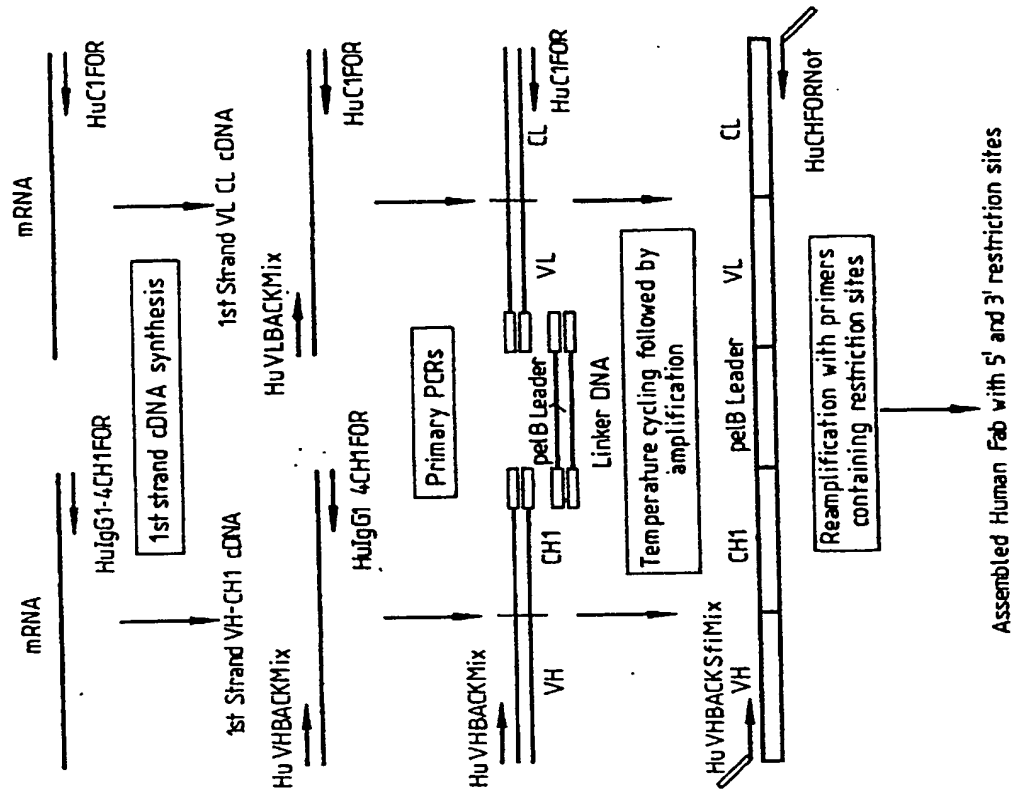 mRNA
mRNA
HuIgG1-4CH1FOR
HuC1FOR
1st strand cDNA synthesis
1st Strand VH-CH1 cDNA
1st Strand VL CL cDNA
Hu VHBACKMix
Hu VLBACKMix
HuIgG1 4CH1FOR
HuC1FOR
Primary PCRs
Hu VHBACKMix
pelB Leader
HuC1FOR
VH
CH1
VL
CL
Linker DNA
Temperature cycling followed by
amplification
Hu VHBACKSfiMix
VH
CH1
pelB Leader
VL
CL
HuCHFORNot
Reamplification with primers
containing restriction sites
Assembled Human Fab with 5' and 3' restriction sites